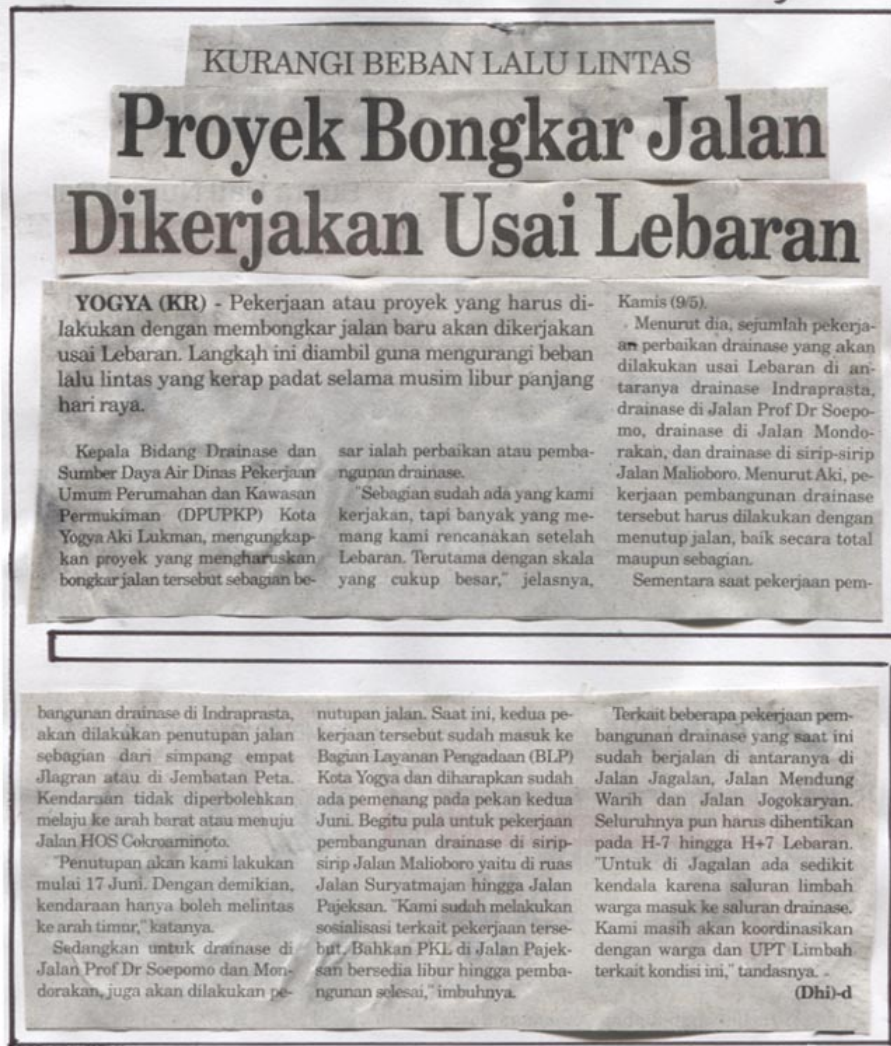 KURANGI BEBAN LALU LINTAS
Proyek Bongkar Jalan
Dikerjakan Usai Lebaran
YOGYA (KR) - Pekerjaan atau proyek yang harus di-
lakukan dengan membongkar jalan baru akan dikerjakan
usai Lebaran. Langkah ini diambil guna mengurangi beban
lalu lintas yang kerap padat selama musim libur panjang
hari raya.
Kepala Bidang Drainase dan
Sumber Daya Air Dinas Pekerjaan
Umum Perumahan dan Kawasan
Permukiman (DPUPKP) Kota
Yogya Aki Lukman, mengungkap-
kan proyek yang mengharuskan
bongkar jalan tersebut sebagian be-
sar ialah perbaikan atau pemba-
ngunan drainase.
"Sebagian sudah ada yang kami
kerjakan, tapi banyak yang me-
mang kami rencanakan setelah
Lebaran. Terutama dengan skala
yang cukup besar," jelasnya,
Kamis (9/5).
Menurut dia, sejumlah pekerja-
an perbaikan drainase yang akan
dilakukan usai Lebaran di an-
taranya drainase Indraprasta,
drainase di Jalan Prof Dr Soepo-
mo, drainase di Jalan Mondo-
rakan, dan drainase di sirip-sirip
Jalan Malioboro. Menurut Aki, pe-
kerjaan pembangunan drainase
tersebut harus dilakukan dengan
menutup jalan, baik secara total
maupun sebagian.
Sementara saat pekerjaan pem-
bangunan drainase di Indraprasta,
akan dilakukan penutupan jalan
sebagian dari simpang empat
Jlagran atau di Jembatan Peta.
Kendaraan tidak diperbolehkan
melaju ke arah barat atau menuju
Jalan HOS Cokroaminoto.
"Penutupan akan kami lakukan
mulai 17 Juni. Dengan demikian,
kendaraan hanya boleh melintas
ke arah timur," katanya.
Sedangkan untuk drainase di
Jalan Prof Dr Soepomo dan Mon-
dorakan, juga akan dilakukan pe-
nutupan jalan. Saat ini, kedua pe-
kerjaan tersebut sudah masuk ke
Bagian Layanan Pengadaan (BLP)
Kota Yogya dan diharapkan sudah
ada pemenang pada pekan kedua
Juni. Begitu pula untuk pekerjaan
pembangunan drainase di sirip-
sirip Jalan Malioboro yaitu di ruas
Jalan Suryatmajan hingga Jalan
Pajeksan. "Kami sudah melakukan
sosialisasi terkait pekerjaan terse-
but. Bahkan PKL di Jalan Pajek-
san bersedia libur hingga pemba-
ngunan selesai," imbuhnya.
Terkait beberapa pekerjaan pem-
bangunan drainase yang saat ini
sudah berjalan di antaranya di
Jalan Jagalan, Jalan Mendung
Warih dan Jalan Jogokaryan.
Seluruhnya pun harus dihentikan
pada H-7 hingga H+7 Lebaran.
"Untuk di Jagalan ada sedikit
kendala karena saluran limbah
warga masuk ke saluran drainase.
Kami masih akan koordinasikan
dengan warga dan UPT Limbah
terkait kondisi ini," tandasnya.
(Dhi)-d